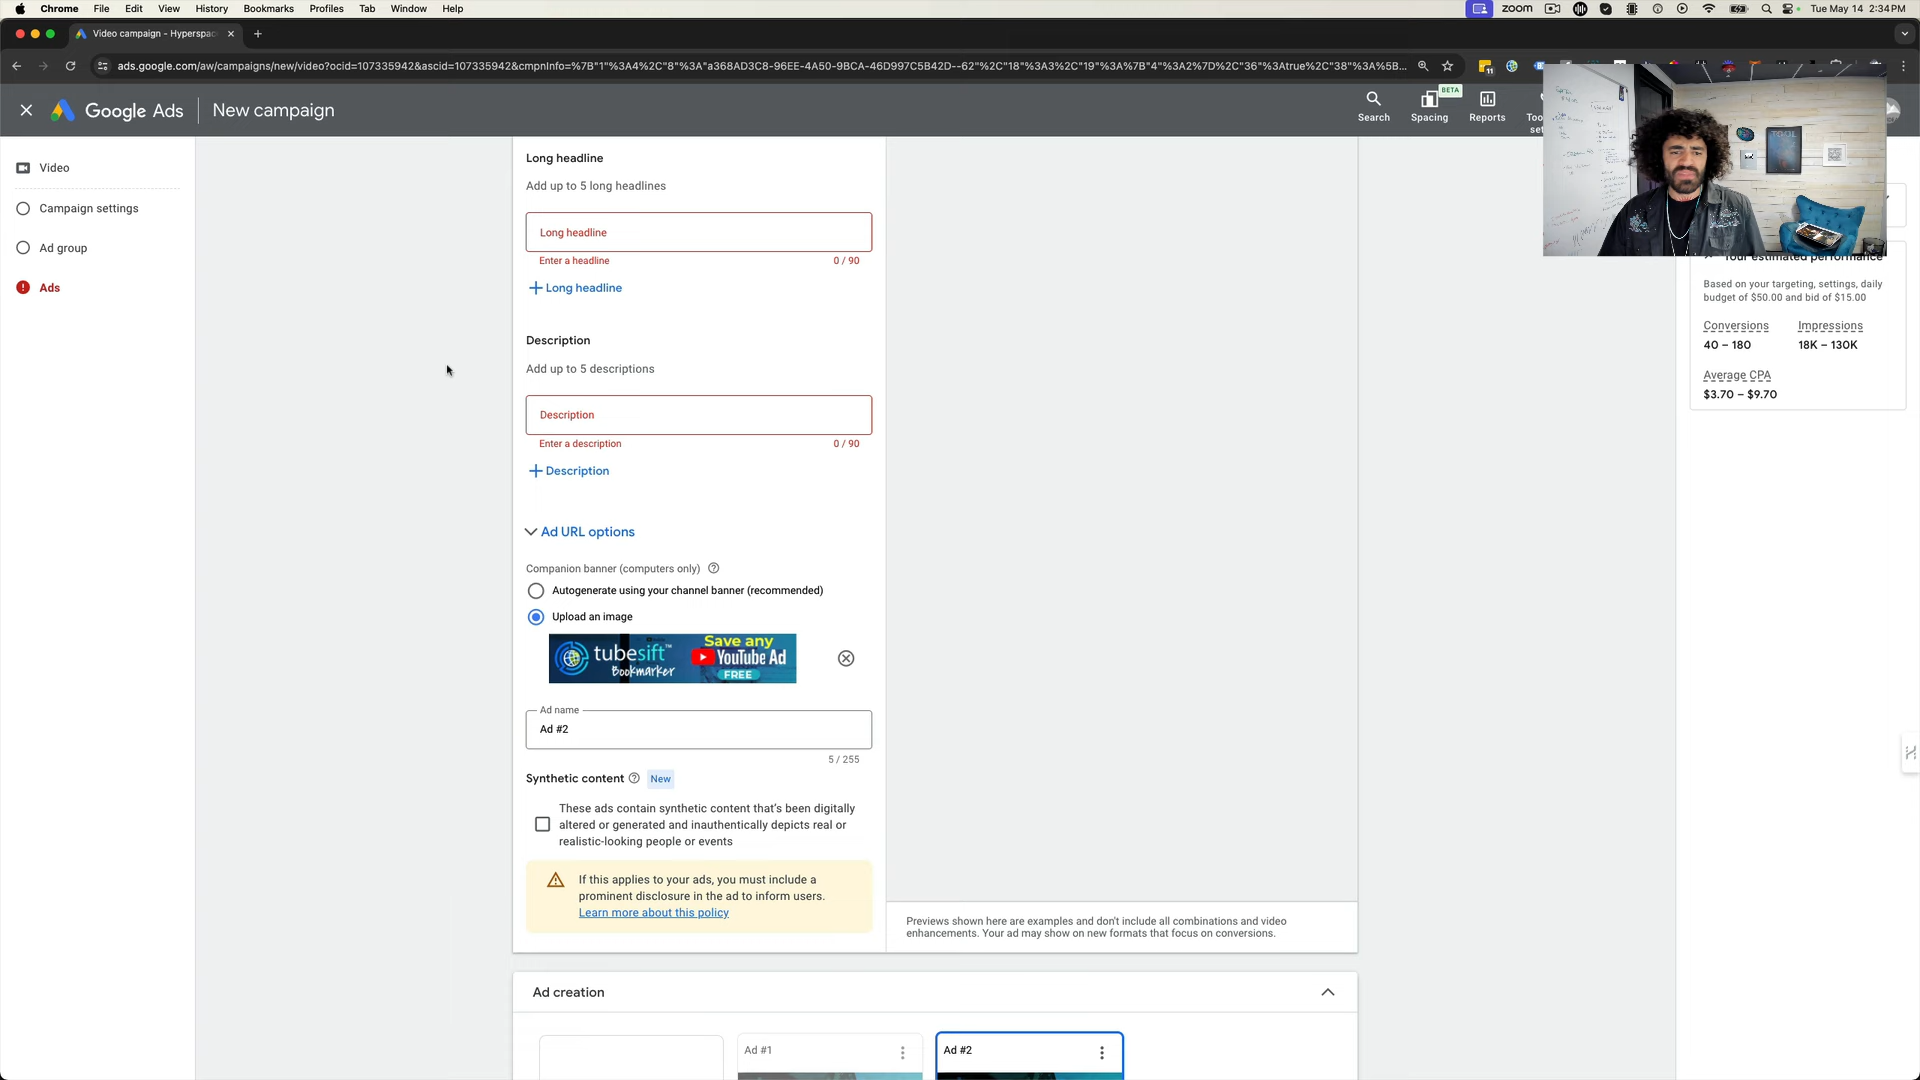 Chrome File Edit View History Bookmarks Profiles Tab Window Help
zoom
Tue May 14 2:34 PM
Video campaign - Hyperspac
ads.google.com/aw/campaigns/new/video?ocid=107335942&ascid=107335942&cmpnInfo=%7B"1"%3A4%2C"8"%3A"a368AD3C8-96EE-4A50-9BCA-46D997C5B42D--62"%2C"18"%3A3%2C"19"%3A%7B"4"%3A2%7D%2C"36"%3Atrue%2C"38"%3A%5B...
11
Google Ads
New campaign
Search
BETA
Spacing
Reports
TOOL
Video
Campaign settings
Ad group
Ads
Long headline
Add up to 5 long headlines
Long headline
Enter a headline
0 / 90
+ Long headline
Description
Add up to 5 descriptions
Description
Enter a description
0 / 90
+ Description
Ad URL options
Companion banner (computers only)
Autogenerate using your channel banner (recommended)
Upload an image
tubesift™
Bookmarker
Save any
YouTube Ad
FREE
Ad name
Ad #2
5 / 255
Synthetic content
New
These ads contain synthetic content that's been digitally
altered or generated and inauthentically depicts real or
realistic-looking people or events
If this applies to your ads, you must include a
prominent disclosure in the ad to inform users.
Learn more about this policy
Previews shown here are examples and don't include all combinations and video
enhancements. Your ad may show on new formats that focus on conversions.
Ad creation
Ad #1
Ad #2
Your estimated performance
Based on your targeting, settings, daily
budget of $50.00 and bid of $15.00
Conversions
Impressions
40 – 180
18K – 130K
Average CPA
$3.70 – $9.70